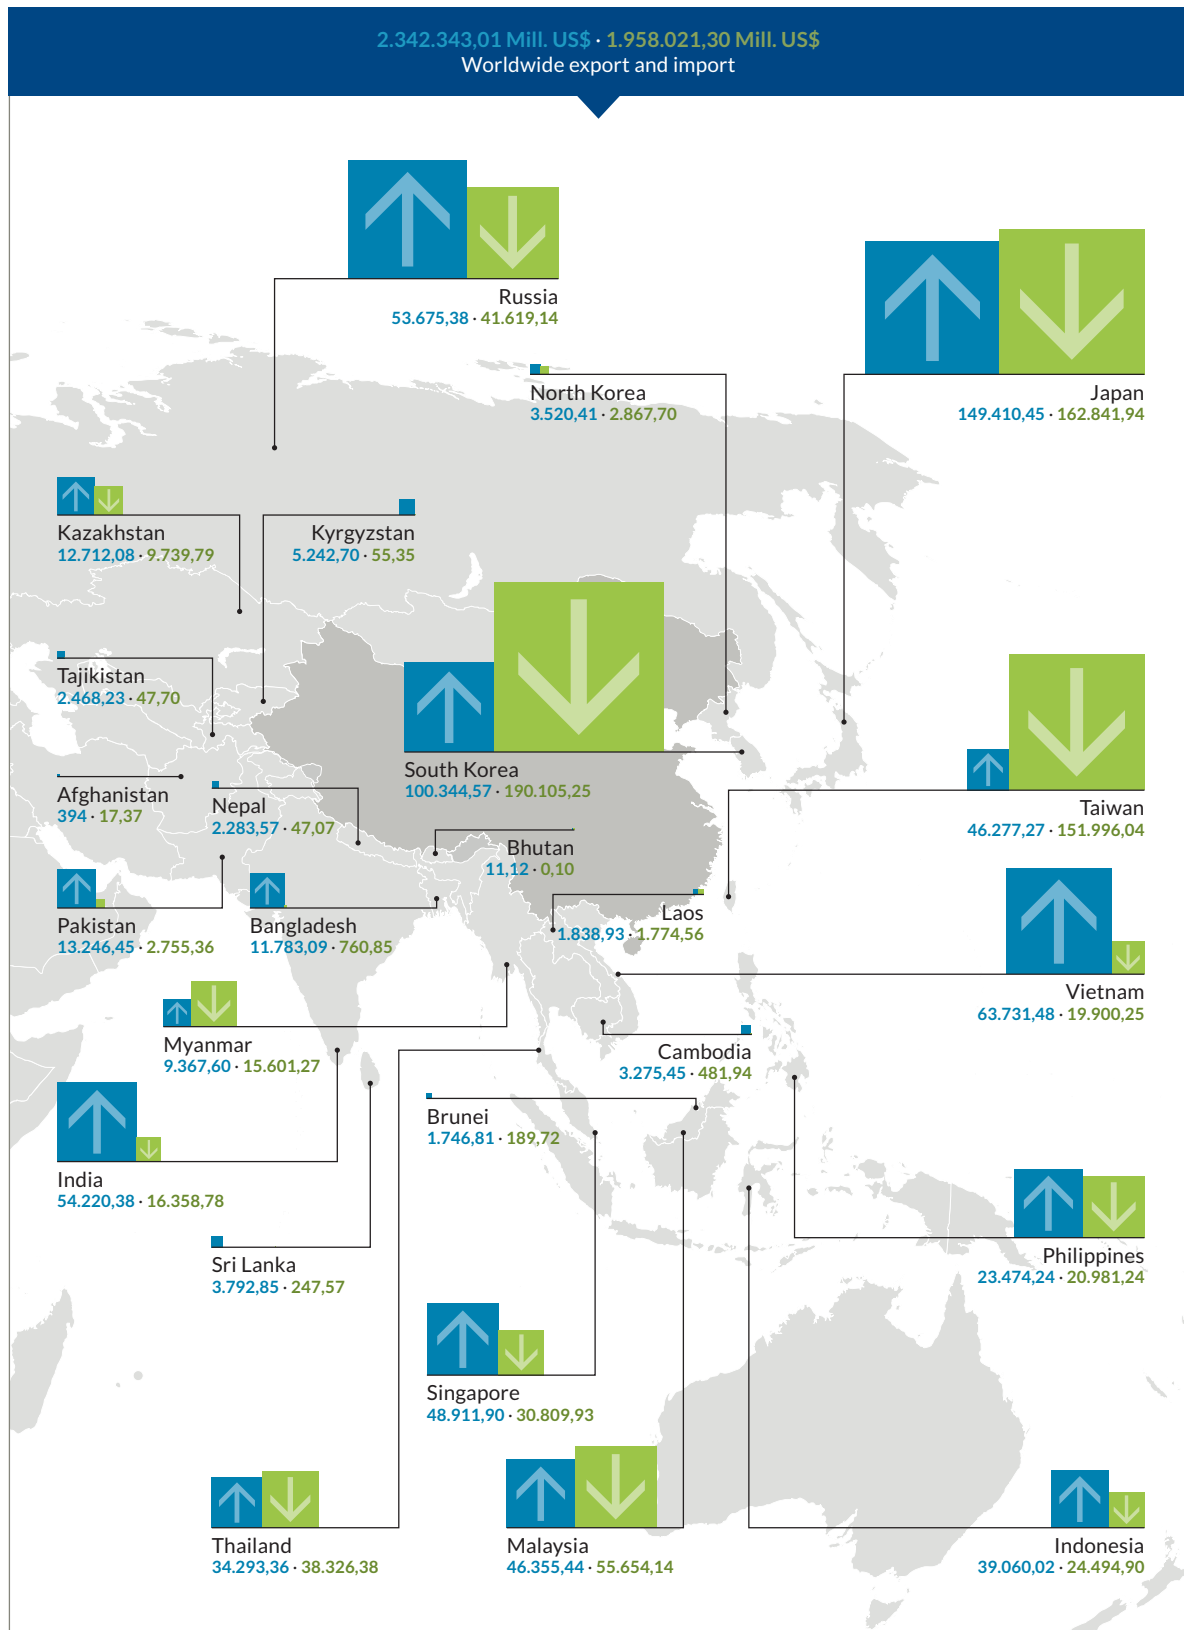 2.342.343,01 Mill. US$ · 1.958.021,30 Mill. US$
Worldwide export and import
Russia
53.675,38 · 41.619,14
North Korea
3.520,41 · 2.867,70
Japan
149.410,45 · 162.841,94
Kazakhstan
12.712,08 · 9.739,79
Kyrgyzstan
5.242,70 · 55,35
Tajikistan
2.468,23 · 47,70
South Korea
100.344,57 · 190.105,25
Afghanistan
394 · 17,37
Nepal
2.283,57 · 47,07
Taiwan
46.277,27 · 151.996,04
Bhutan
11,12 · 0,10
Pakistan
13.246,45 · 2.755,36
Bangladesh
11.783,09 · 760,85
Laos
1.838,93 · 1.774,56
Vietnam
63.731,48 · 19.900,25
Myanmar
9.367,60 · 15.601,27
Cambodia
3.275,45 · 481,94
Brunei
1.746,81 · 189,72
India
54.220,38 · 16.358,78
Sri Lanka
3.792,85 · 247,57
Philippines
23.474,24 · 20.981,24
Singapore
48.911,90 · 30.809,93
Thailand
34.293,36 · 38.326,38
Malaysia
46.355,44 · 55.654,14
Indonesia
39.060,02 · 24.494,90